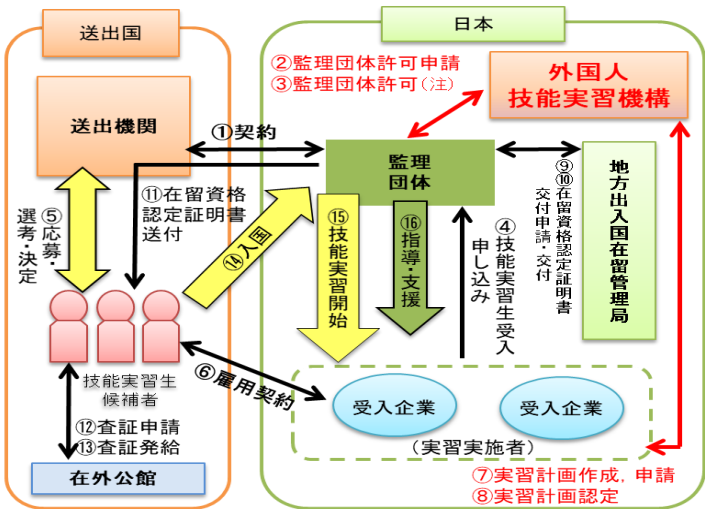 送出国
日本
②監理団体許可申請
③監理団体許可(注)
外国人
技能実習機構
送出機関
①契約
監理
団体
⑨⑩在留資格認定証明書
交付申請・交付
地方出入国在留管理局
⑪在留資格
認定証明書
送付
⑤応募・
選考・決定
⑭入国
⑮技能実習開始
⑯指導・支援
④技能実習生受入
申し込み
技能実習生
候補者
⑥雇用契約
受入企業
受入企業
(実習実施者)
⑫査証申請
⑬査証発給
在外公館
⑦実習計画作成，申請
⑧実習計画認定